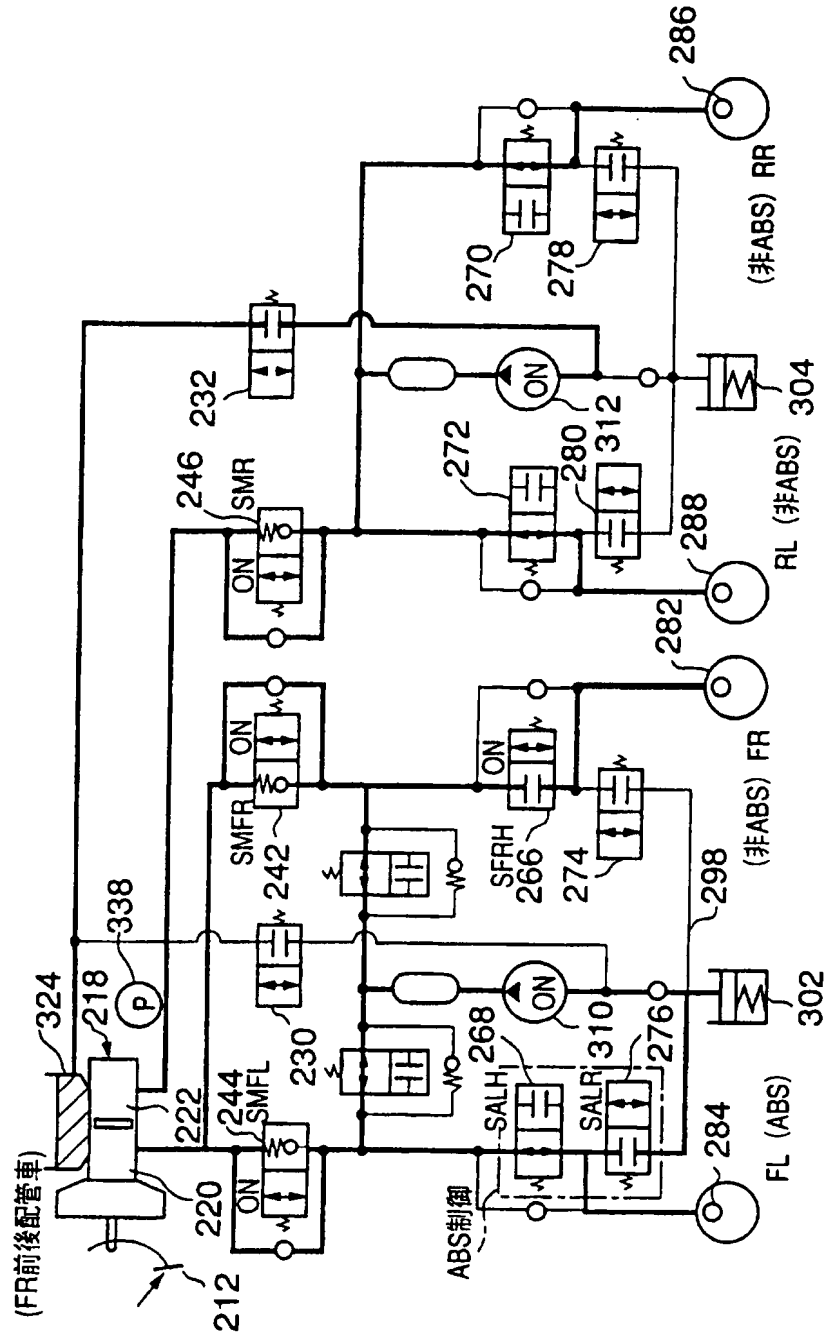 (FR前後配管車)
324
218
338
P
212
220
222
232
230
244
SMFL
ON
SMFR
242
ON
246
SMR
ON
ABS制御
SALH
268
SALR
276
ON
310
SFRH
266
ON
274
298
272
280
ON
312
270
278
284
302
282
288
304
286
FL (ABS)
(非ABS) FR
RL (非ABS)
(非ABS) RR